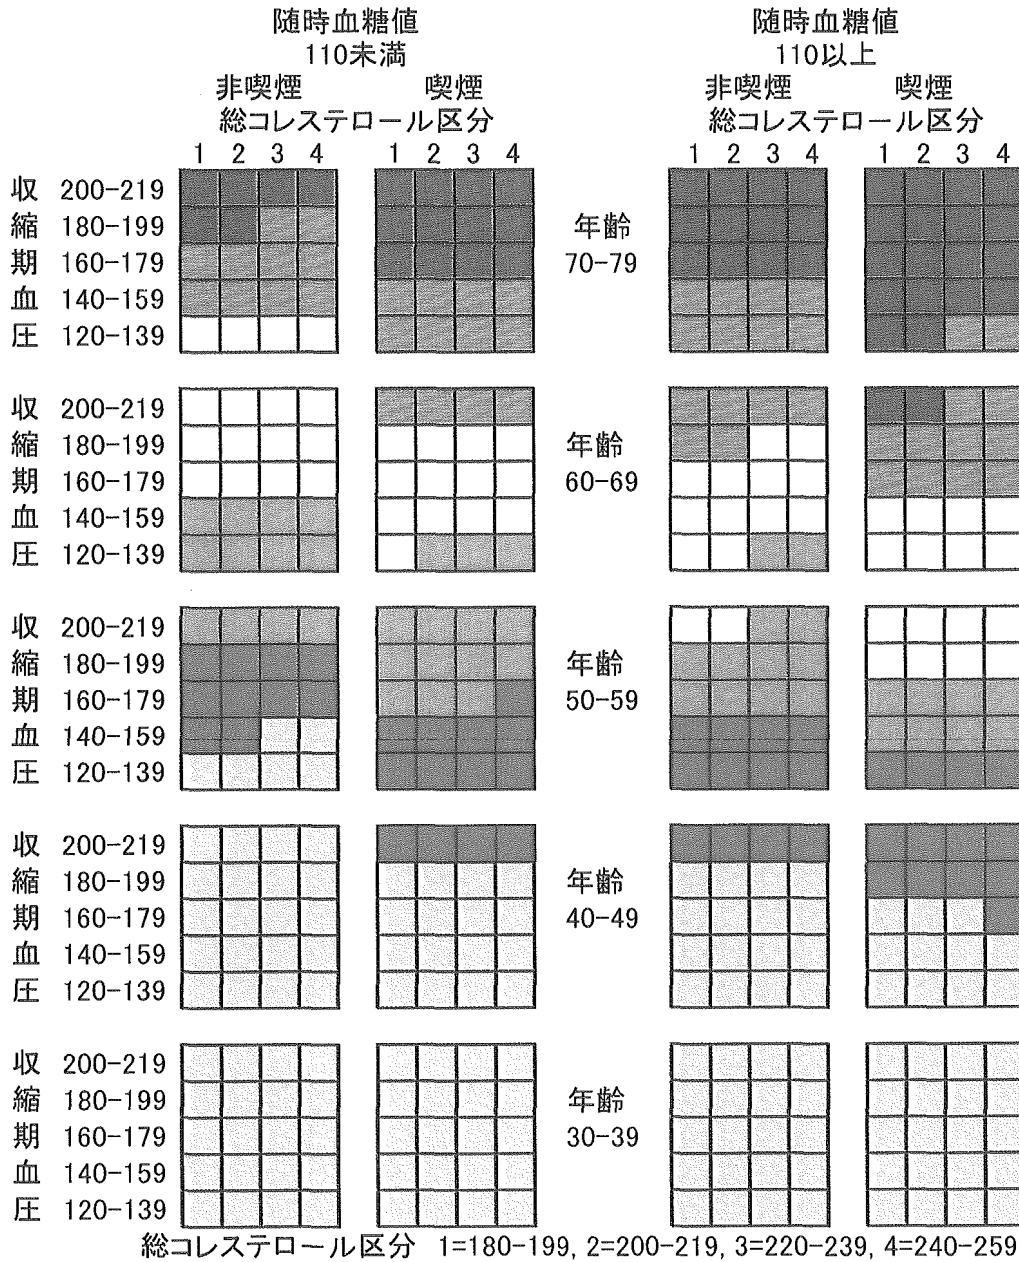 随時血糖値 随時血糖値
110未満 110以上
非喫煙 喫煙 非喫煙 喫煙
総コレステロール区分 総コレステロール区分
1 2 3 4 1 2 3 4 1 2 3 4 1 2 3 4
収 200-219
縮 180-199 年齢
期 160-179 70-79
血 140-159
圧 120-139
収 200-219
縮 180-199 年齢
期 160-179 60-69
血 140-159
圧 120-139
収 200-219
縮 180-199 年齢
期 160-179 50-59
血 140-159
圧 120-139
収 200-219
縮 180-199 年齢
期 160-179 40-49
血 140-159
圧 120-139
収 200-219
縮 180-199 年齢
期 160-179 30-39
血 140-159
圧 120-139
総コレステロール区分 1=180-199, 2=200-219, 3=220-239, 4=240-259